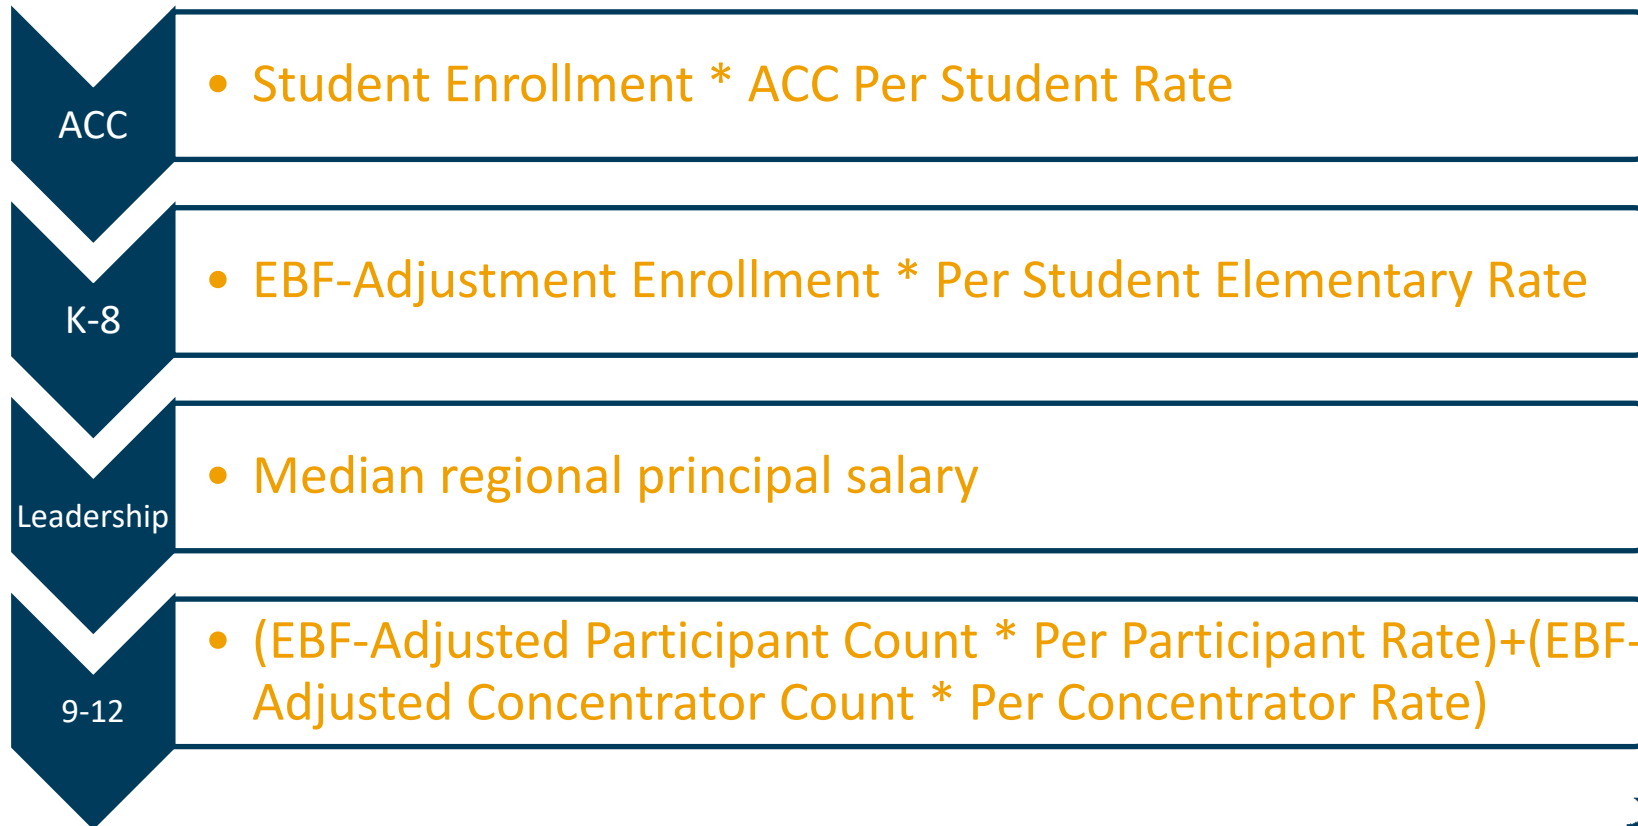 ACC
• Student Enrollment * ACC Per Student Rate
K-8
• EBF-Adjustment Enrollment * Per Student Elementary Rate
Leadership
• Median regional principal salary
9-12
• (EBF-Adjusted Participant Count * Per Participant Rate)+(EBF-
Adjusted Concentrator Count * Per Concentrator Rate)